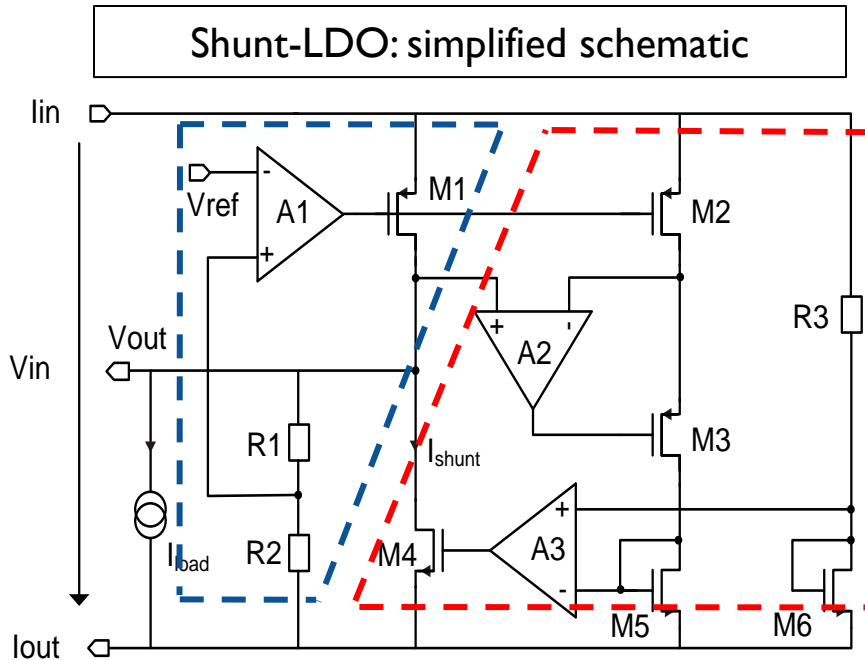 Shunt-LDO: simplified schematic
Iin
Vref
-
A1
+
M1
M2
+
-
A2
R3
Vout
Vin
R1
Ishunt
M3
+
A3
-
M4
R2
Iload
M5
M6
Iout